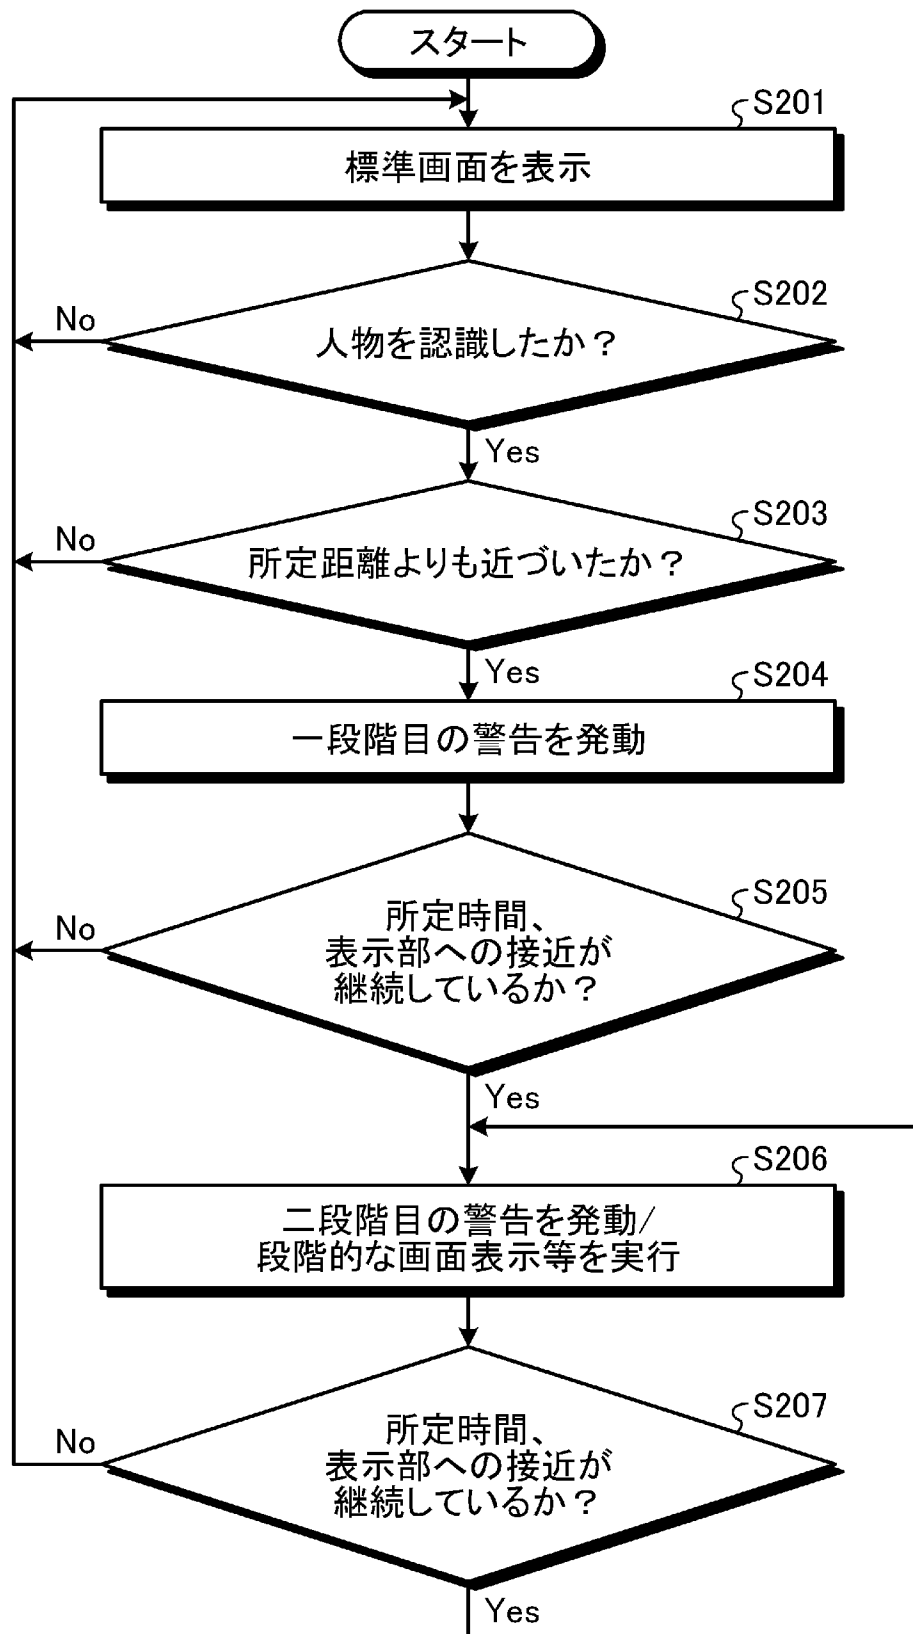 スタート
S201
標準画面を表示
S202
人物を認識したか？
No
Yes
S203
所定距離よりも近づいたか？
No
Yes
S204
一段階目の警告を発動
S205
所定時間、
表示部への接近が
継続しているか？
No
Yes
S206
二段階目の警告を発動/
段階的な画面表示等を実行
S207
所定時間、
表示部への接近が
継続しているか？
No
Yes